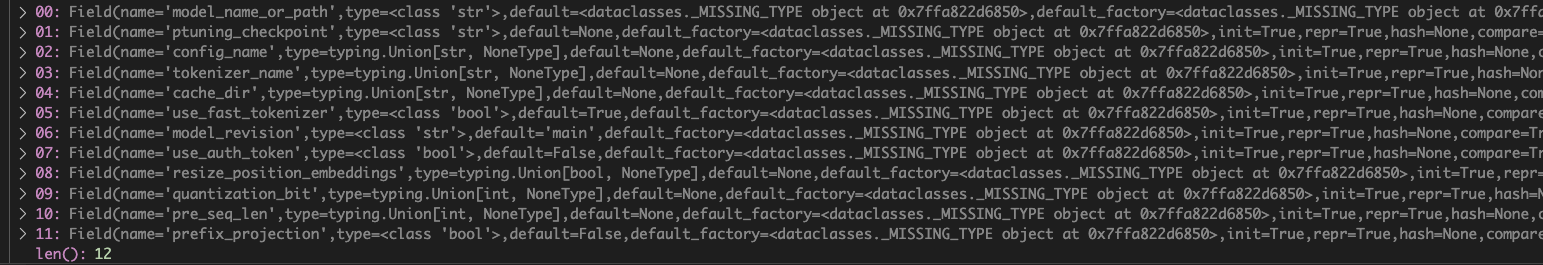 > 00: Field(name='model_name_or_path',type=<class 'str'>,default=<dataclasses._MISSING_TYPE object at 0x7ffa822d6850>,default_factory=<dataclasses._MISSING_TYPE object at 0x7ffa
> 01: Field(name='ptuning_checkpoint',type=<class 'str'>,default=None,default_factory=<dataclasses._MISSING_TYPE object at 0x7ffa822d6850>,init=True,repr=True,hash=None,compare=
> 02: Field(name='config_name',type=typing.Union[str, NoneType],default=None,default_factory=<dataclasses._MISSING_TYPE object at 0x7ffa822d6850>,init=True,repr=True,hash=None,
> 03: Field(name='tokenizer_name',type=typing.Union[str, NoneType],default=None,default_factory=<dataclasses._MISSING_TYPE object at 0x7ffa822d6850>,init=True,repr=True,hash=Non
> 04: Field(name='cache_dir',type=typing.Union[str, NoneType],default=None,default_factory=<dataclasses._MISSING_TYPE object at 0x7ffa822d6850>,init=True,repr=True,hash=None,com
> 05: Field(name='use_fast_tokenizer',type=<class 'bool'>,default=True,default_factory=<dataclasses._MISSING_TYPE object at 0x7ffa822d6850>,init=True,repr=True,hash=None,compare
> 06: Field(name='model_revision',type=<class 'str'>,default='main',default_factory=<dataclasses._MISSING_TYPE object at 0x7ffa822d6850>,init=True,repr=True,hash=None,compare=Tr
> 07: Field(name='use_auth_token',type=<class 'bool'>,default=False,default_factory=<dataclasses._MISSING_TYPE object at 0x7ffa822d6850>,init=True,repr=True,hash=None,compare=T
> 08: Field(name='resize_position_embeddings',type=typing.Union[bool, NoneType],default=None,default_factory=<dataclasses._MISSING_TYPE object at 0x7ffa822d6850>,init=True,repr=
> 09: Field(name='quantization_bit',type=typing.Union[int, NoneType],default=None,default_factory=<dataclasses._MISSING_TYPE object at 0x7ffa822d6850>,init=True,repr=True,hash=N
> 10: Field(name='pre_seq_len',type=typing.Union[int, NoneType],default=None,default_factory=<dataclasses._MISSING_TYPE object at 0x7ffa822d6850>,init=True,repr=True,hash=None,c
> 11: Field(name='prefix_projection',type=<class 'bool'>,default=False,default_factory=<dataclasses._MISSING_TYPE object at 0x7ffa822d6850>,init=True,repr=True,hash=None,compare
len(): 12